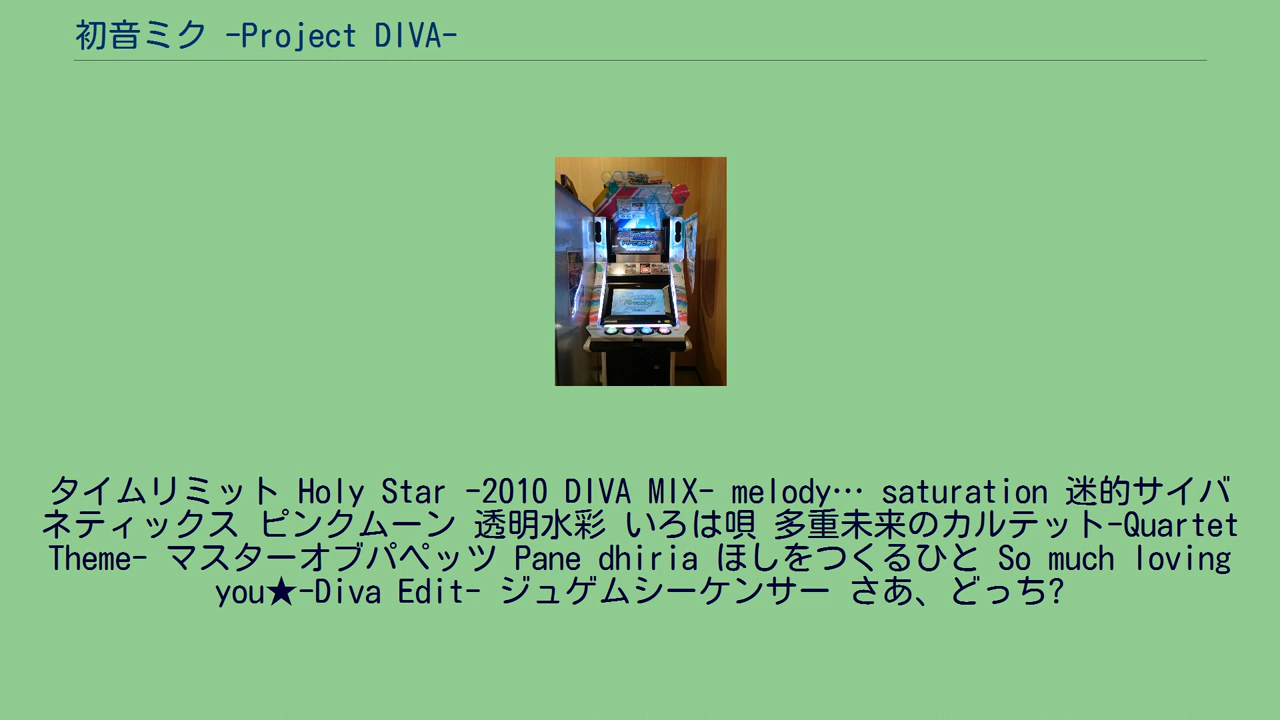 初音ミク -Project DIVA-
タイムリミット Holy Star -2010 DIVA MIX- melody… saturation 迷的サイバ
ネティックス ピンクムーン 透明水彩 いろは唄 多重未来のカルテット-Quartet
Theme- マスターオブパペッツ Pane dhiria ほしをつくるひと So much loving
you★-Diva Edit- ジュゲムシーケンサー さあ、どっち?